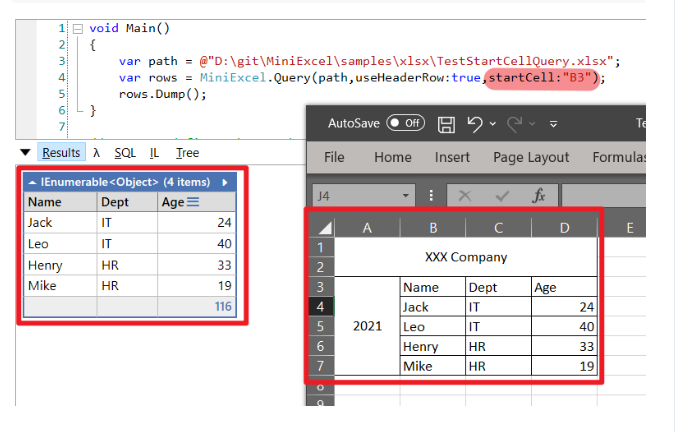 1 void Main()
2 {
3 var path = @"D:\git\MiniExcel\samples\xlsx\TestStartCellQuery.xlsx";
4 var rows = MiniExcel.Query(path,useHeaderRow:true,startCell:"B3");
5 rows.Dump();
6 }
7
Results λ SQL IL Tree
IEnumerable<Object> (4 items)
Name Dept Age
Jack IT 24
Leo IT 40
Henry HR 33
Mike HR 19
116
AutoSave Off
File Home Insert Page Layout Formulas
J4 fx
A B C D E
1
2 XXX Company
3 Name Dept Age
4 Jack IT 24
5 2021 Leo IT 40
6 Henry HR 33
7 Mike HR 19